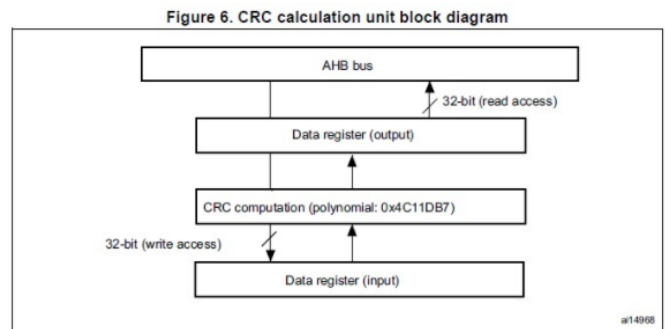 Figure 6. CRC calculation unit block diagram
AHB bus
32-bit (read access)
Data register (output)
CRC computation (polynomial: 0x4C11DB7)
32-bit (write access)
Data register (input)
ai14968